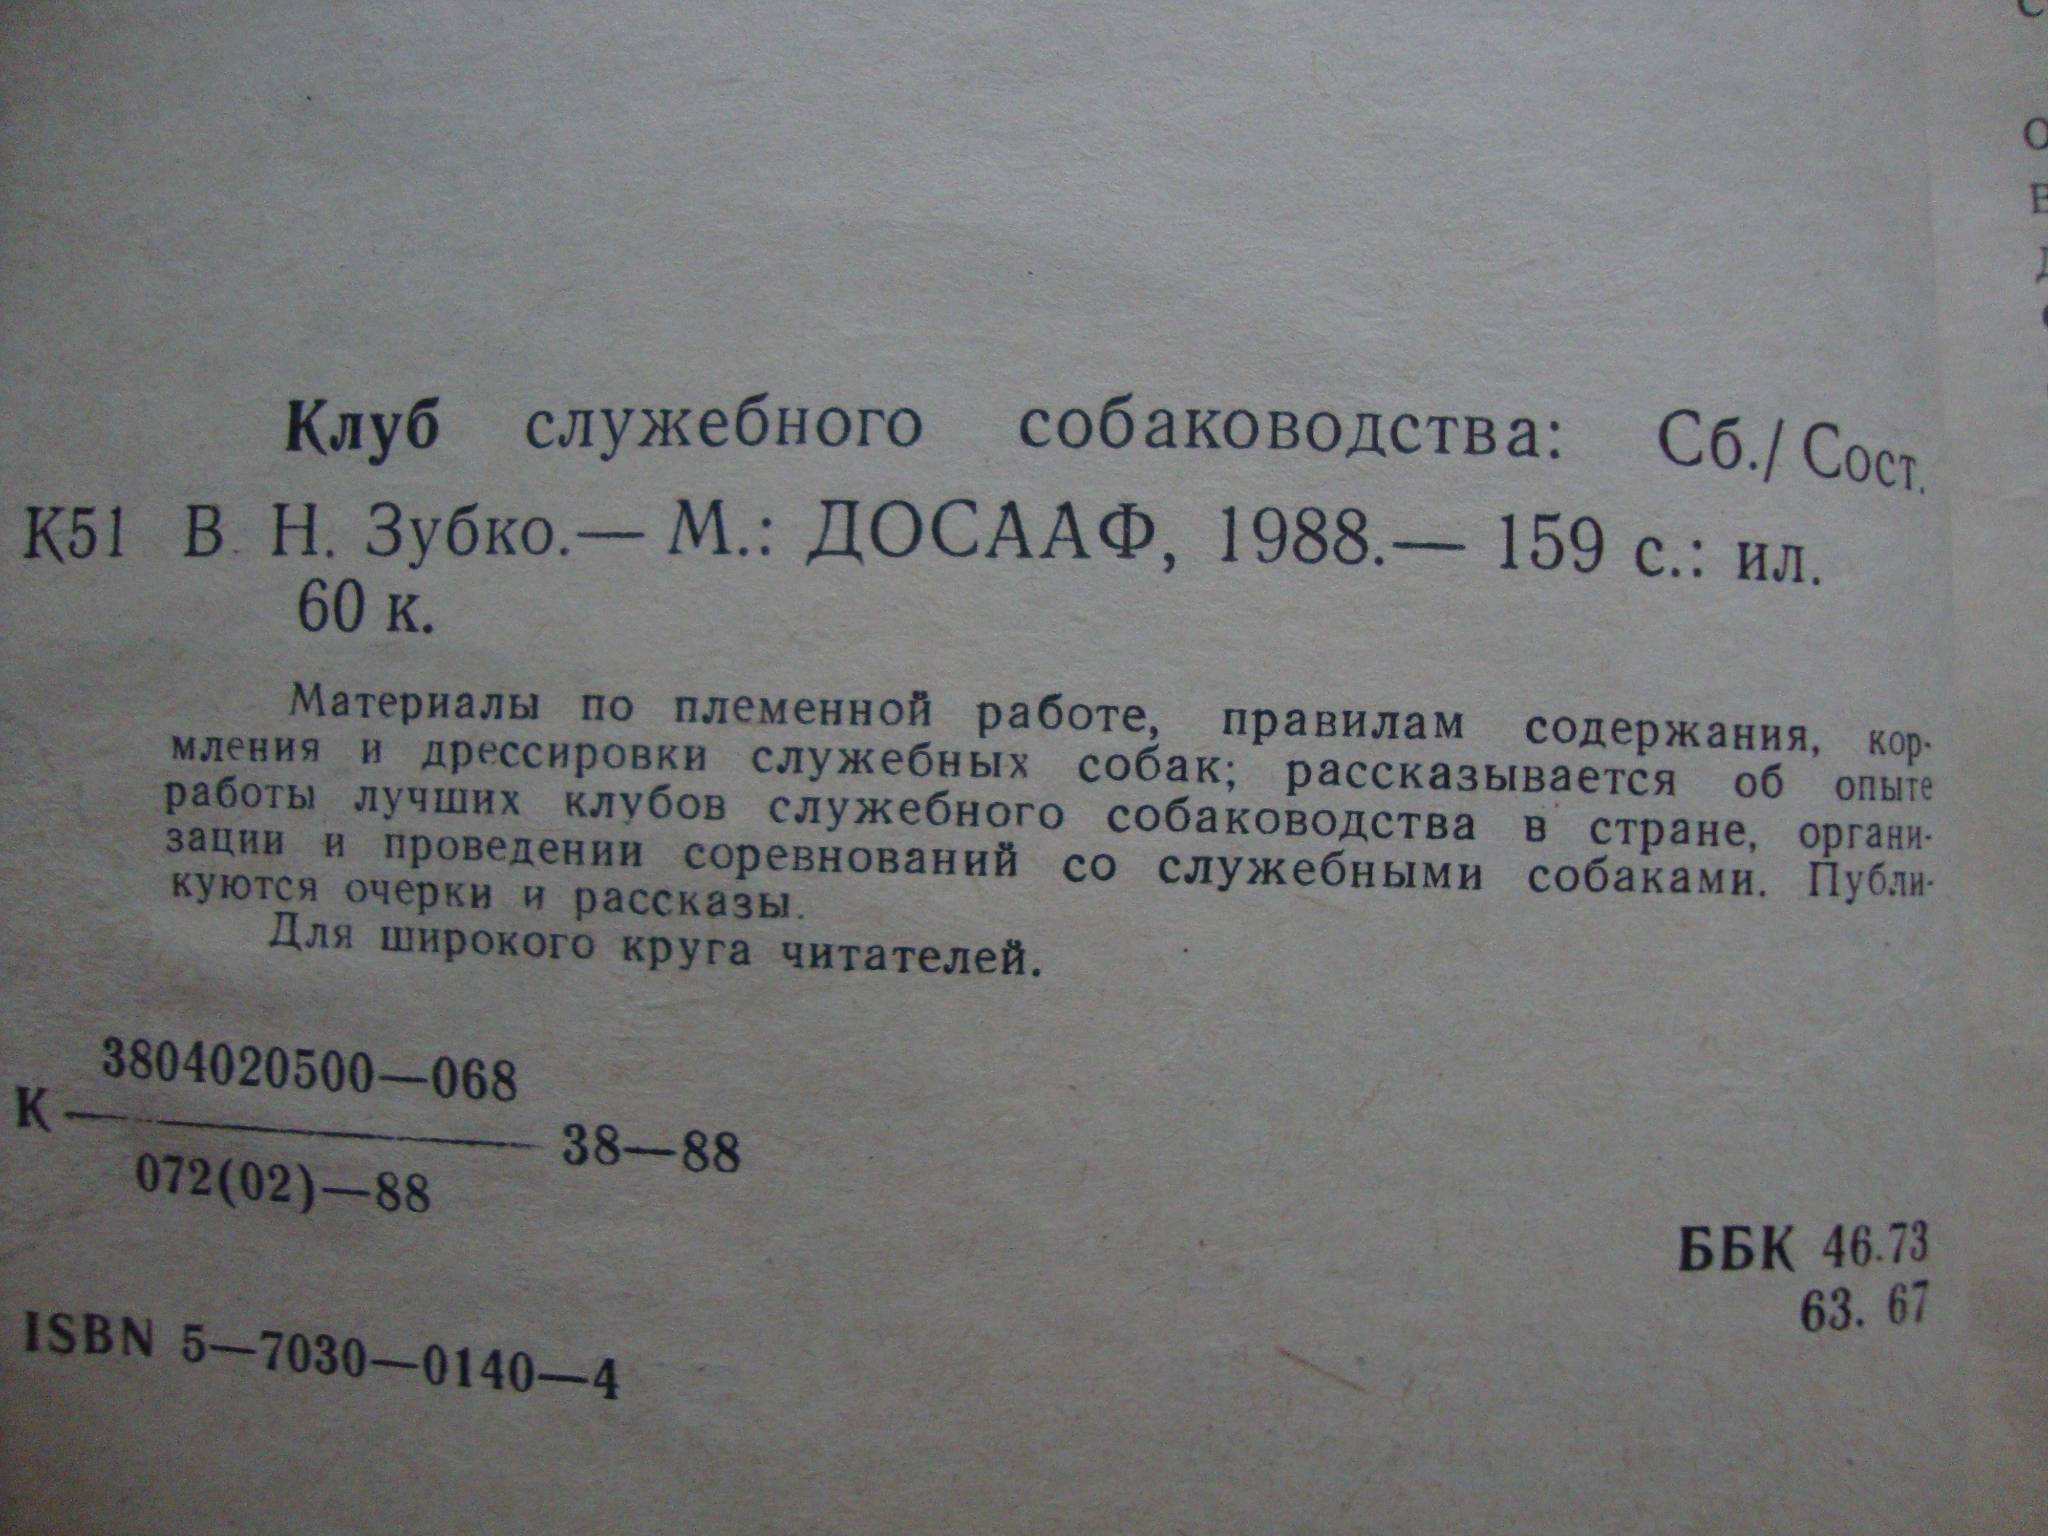 Клуб служебного собаководства: Сб./ Сост.
К51 В. Н. Зубко.— М.: ДОСААФ, 1988.— 159 с.: ил.
60 к.
Материалы по племенной работе, правилам содержания, кор-
мления и дрессировки служебных собак; рассказывается об опыте
работы лучших клубов служебного собаководства в стране, органи-
зации и проведении соревнований со служебными собаками. Публи-
куются очерки и рассказы.
Для широкого круга читателей.
3804020500—068
К 38—88
072(02)—88
ББК 46.73
63. 67
ISBN 5—7030—0140—4